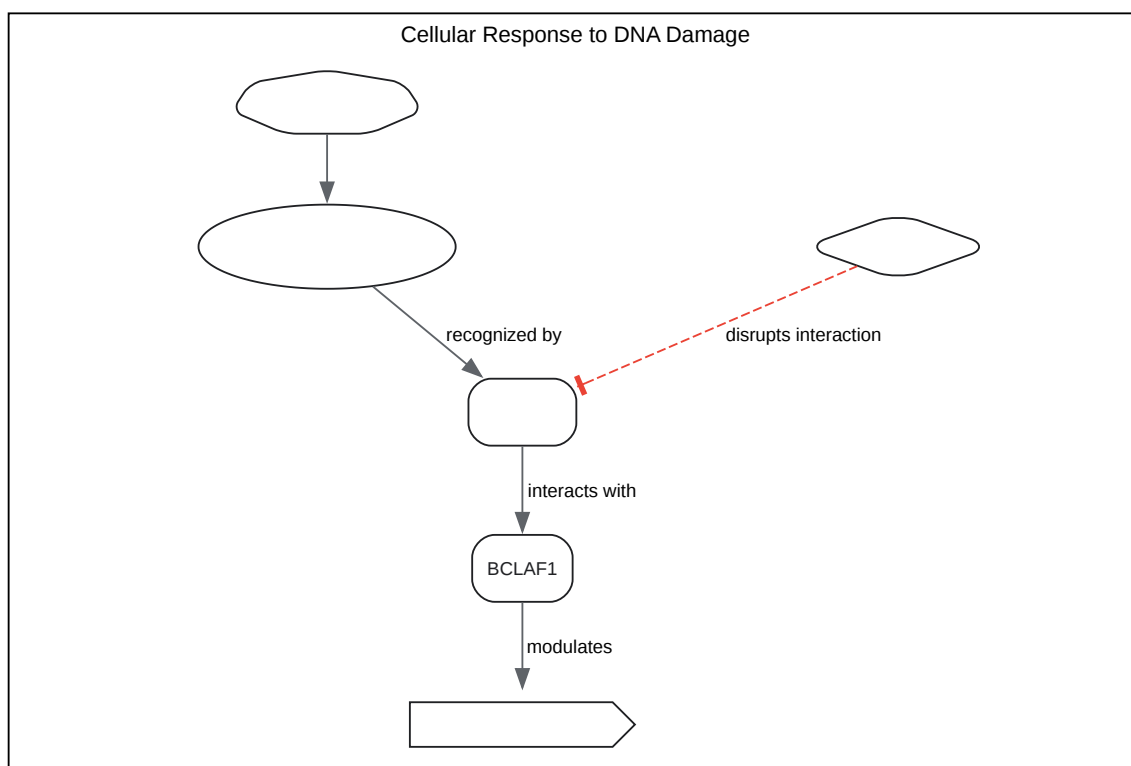 Cellular Response to DNA Damage
recognized by
disrupts interaction
interacts with
BCLAF1
modulates